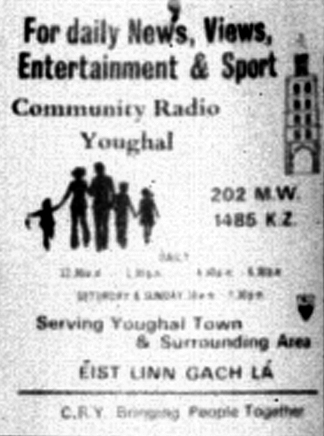 For daily News, Views,
Entertainment & Sport
Community Radio
Youghal
202 M.W.
1485 K.Z.
DAILY
SATURDAY & SUNDAY
Serving Youghal Town
& Surrounding Area
ÉIST LINN GACH LÁ
C.R.Y. Bringing People Together